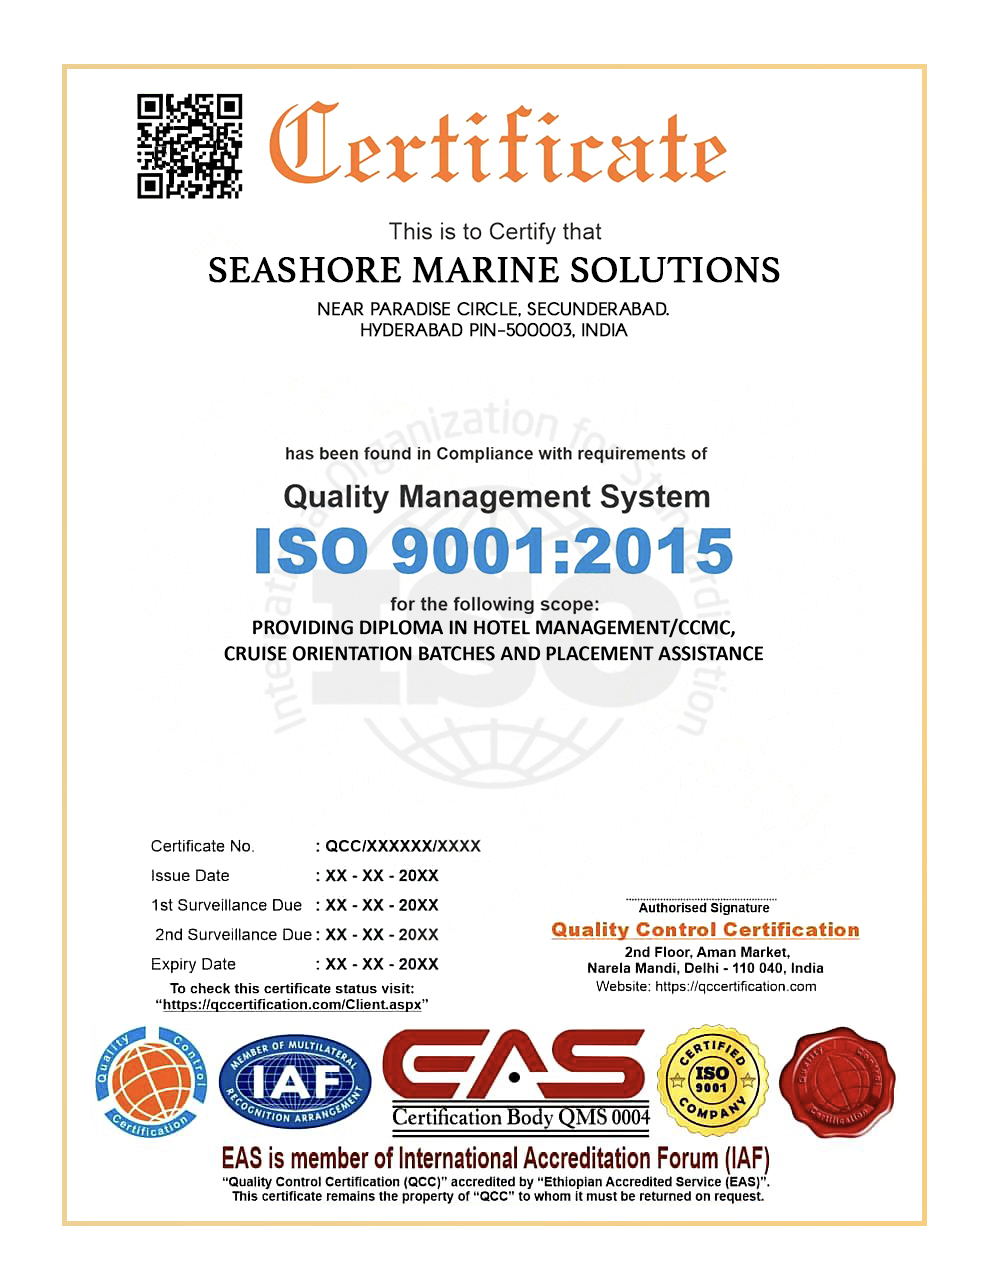 Certificate
This is to Certify that
SEASHORE MARINE SOLUTIONS
NEAR PARADISE CIRCLE, SECUNDERABAD.
HYDERABAD PIN-500003, INDIA
International Organization for Standardization
ISO
has been found in Compliance with requirements of
Quality Management System
ISO 9001:2015
for the following scope:
PROVIDING DIPLOMA IN HOTEL MANAGEMENT/CCMC,
CRUISE ORIENTATION BATCHES AND PLACEMENT ASSISTANCE
Certificate No. : QCC/XXXXXX/XXXX
Issue Date : XX - XX - 20XX
1st Surveillance Due : XX - XX - 20XX
2nd Surveillance Due : XX - XX - 20XX
Expiry Date : XX - XX - 20XX
To check this certificate status visit:
“https://qccertification.com/Client.aspx”
Authorised Signature
Quality Control Certification
2nd Floor, Aman Market,
Narela Mandi, Delhi - 110 040, India
Website: https://qccertification.com
Quality Control
Certification
MEMBER OF MULTILATERAL
IAF
RECOGNITION ARRANGEMENT
EAS
Certification Body QMS 0004
CERTIFIED
ISO
9001
COMPANY
Quality Control
Certification
EAS is member of International Accreditation Forum (IAF)
“Quality Control Certification (QCC)” accredited by “Ethiopian Accredited Service (EAS)”.
This certificate remains the property of “QCC” to whom it must be returned on request.